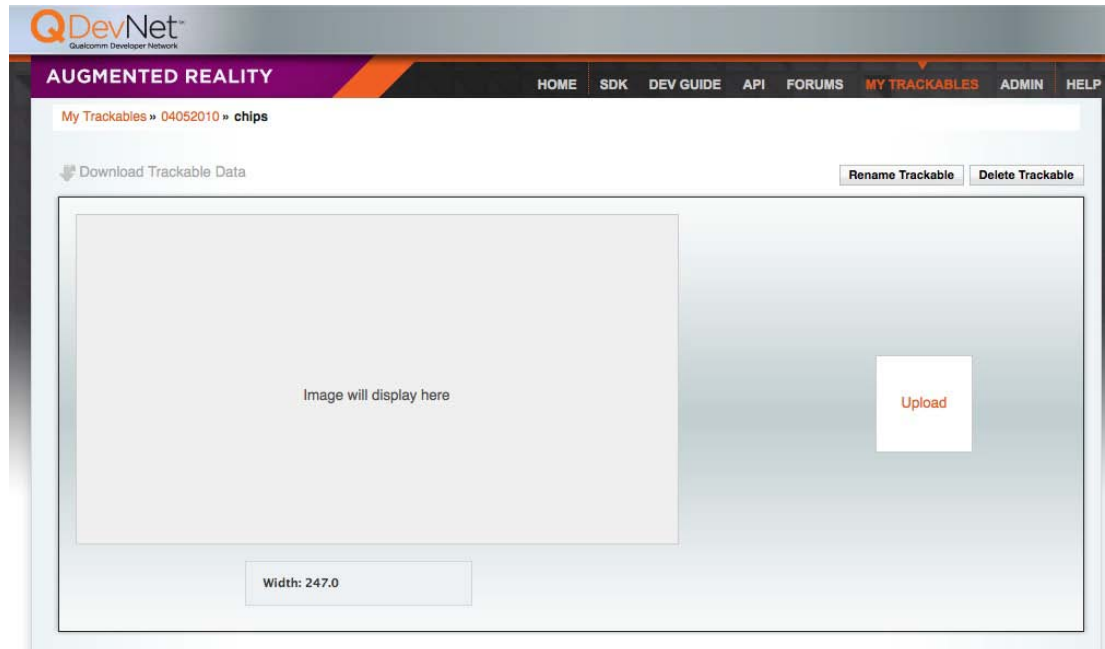 QDevNet™
Qualcomm Developer Network
AUGMENTED REALITY
HOME SDK DEV GUIDE API FORUMS MY TRACKABLES ADMIN HELP
My Trackables » 04052010 » chips
Download Trackable Data
Rename Trackable Delete Trackable
Image will display here
Upload
Width: 247.0